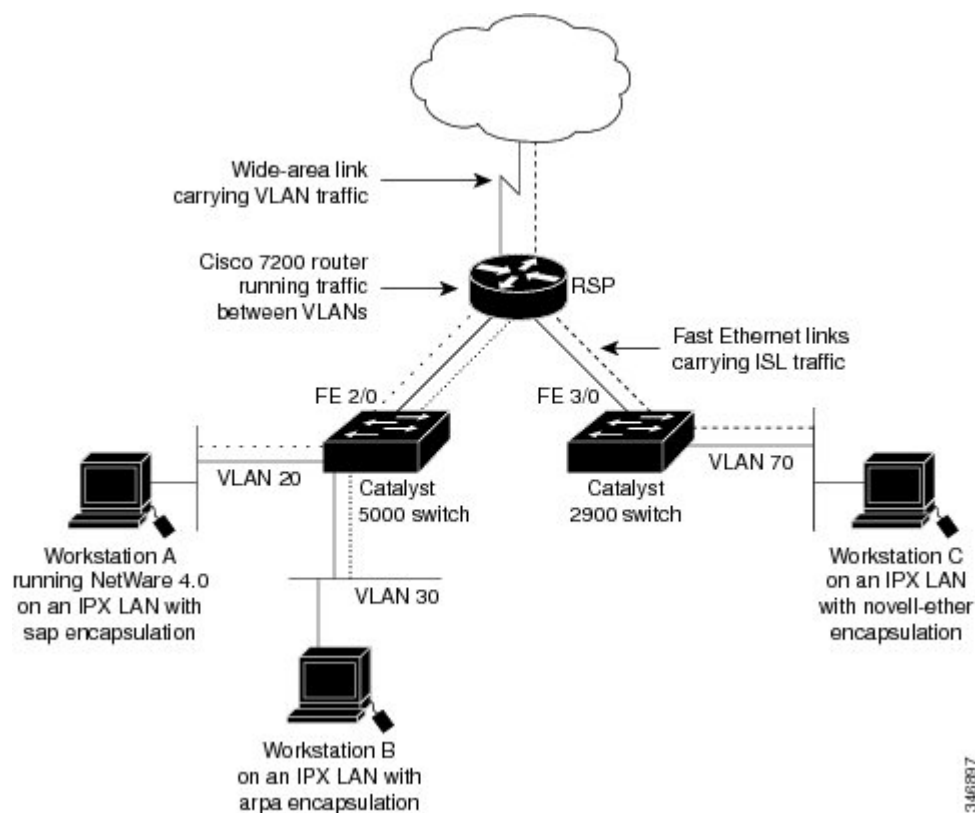 Wide-area link
carrying VLAN traffic
Cisco 7200 router
running traffic
between VLANs
RSP
Fast Ethernet links
carrying ISL traffic
FE 2/0
FE 3/0
VLAN 20
Catalyst
5000 switch
Catalyst
2900 switch
VLAN 70
Workstation A
running NetWare 4.0
on an IPX LAN with
sap encapsulation
VLAN 30
Workstation C
on an IPX LAN
with novell-ether
encapsulation
Workstation B
on an IPX LAN with
arpa encapsulation
346897